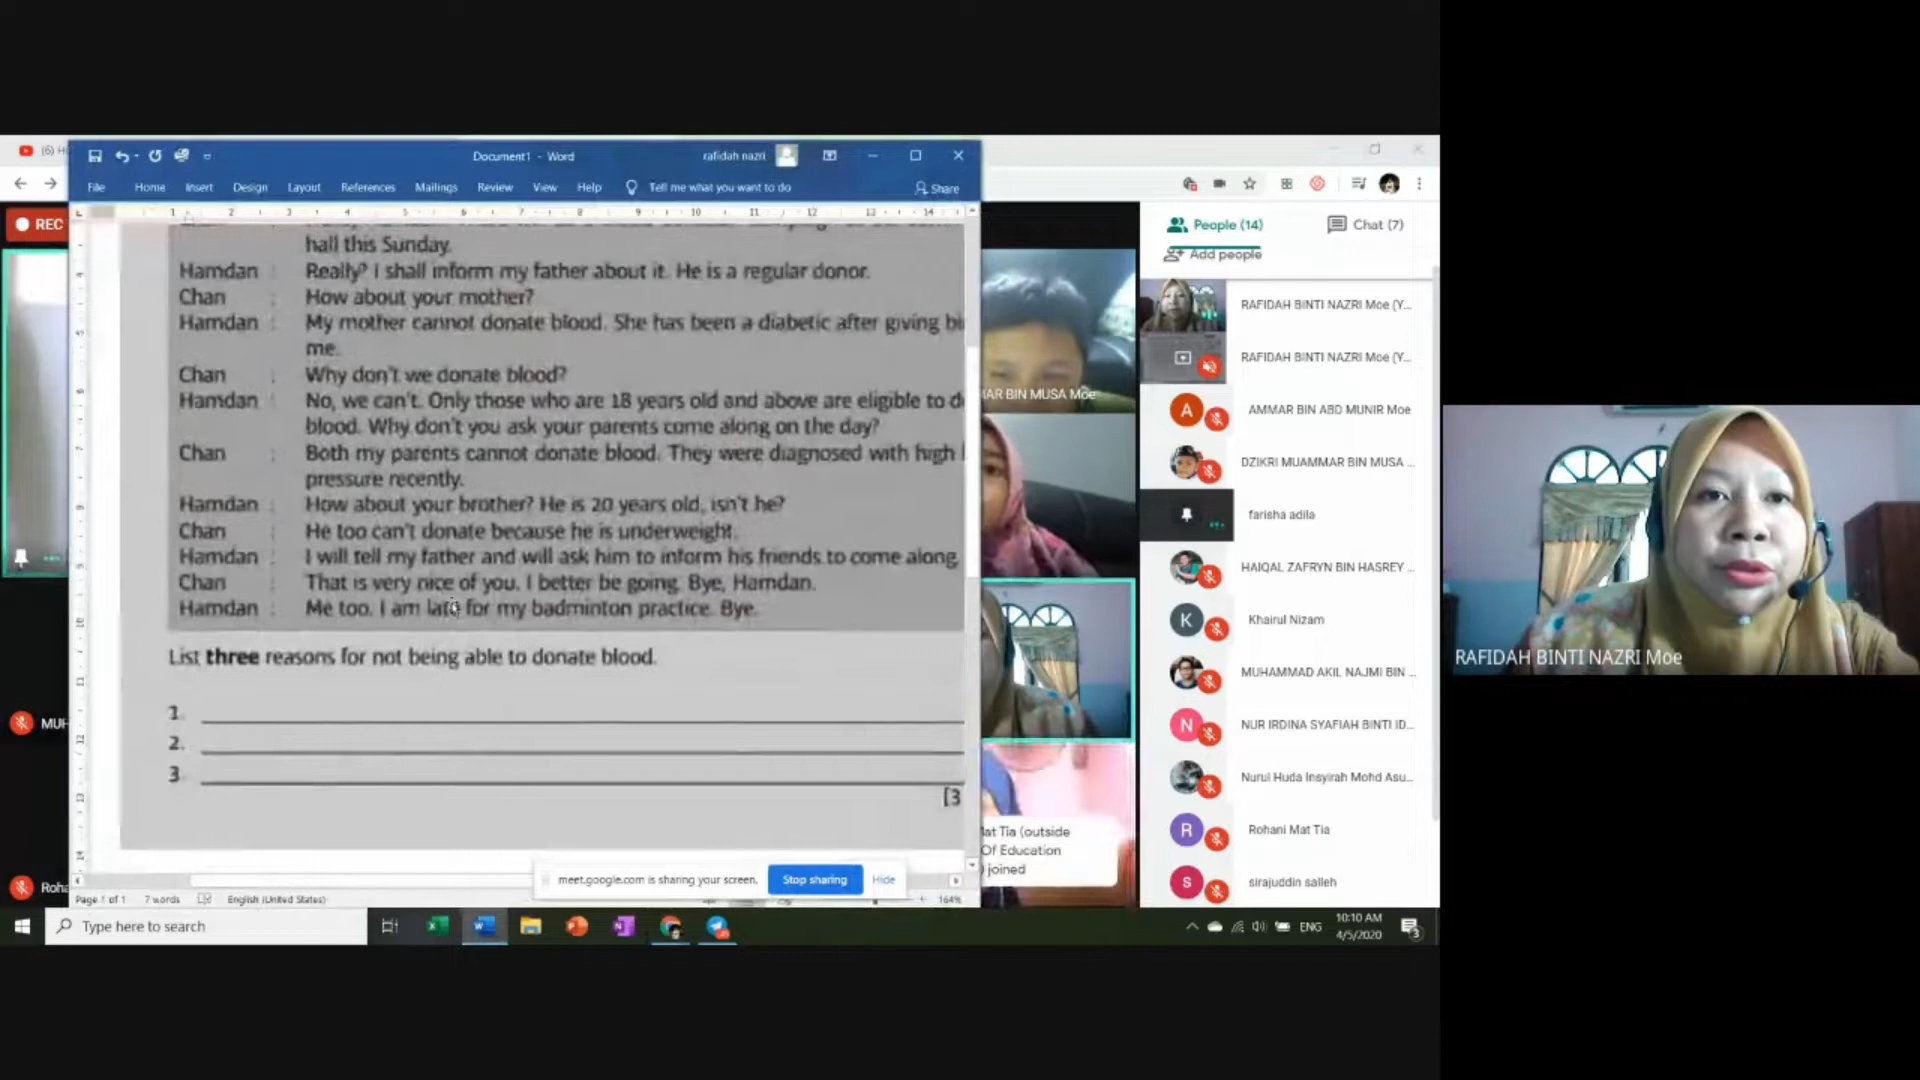 Document1 - Word
rafidah nazri
File Home Insert Design Layout References Mailings Review View Help Tell me what you want to do Share
REC
hall this Sunday.
Hamdan : Really? I shall inform my father about it. He is a regular donor.
Chan : How about your mother?
Hamdan : My mother cannot donate blood. She has been a diabetic after giving
me.
Chan : Why don't we donate blood?
Hamdan : No, we can't. Only those who are 18 years old and above are eligible to
blood. Why don't you ask your parents come along on the day?
Chan : Both my parents cannot donate blood. They were diagnosed with high
pressure recently.
Hamdan : How about your brother? He is 20 years old, isn't he?
Chan : He too can't donate because he is underweight.
Hamdan : I will tell my father and will ask him to inform his friends to come along.
Chan : That is very nice of you. I better be going. Bye, Hamdan.
Hamdan : Me too. I am late for my badminton practice. Bye.
List three reasons for not being able to donate blood.
1.
2.
3
[3
meet.google.com is sharing your screen. Stop sharing Hide
Page 1 of 1 7 words English (United States) 164%
MUH
Roha
MAR BIN MUSA Moe
Mat Tia (outside
Of Education
) joined
People (14)
Chat (7)
Add people
RAFIDAH BINTI NAZRI Moe (Y...
RAFIDAH BINTI NAZRI Moe (Y...
A AMMAR BIN ABD MUNIR Moe
DZIKRI MUAMMAR BIN MUSA ...
farisha adila
HAIQAL ZAFRYN BIN HASREY ...
K Khairul Nizam
MUHAMMAD AKIL NAJMI BIN ...
N NUR IRDINA SYAFIAH BINTI ID...
Nurul Huda Insyirah Mohd Asu...
R Rohani Mat Tia
S sirajuddin salleh
Type here to search
ENG
10:10 AM
4/5/2020
RAFIDAH BINTI NAZRI Moe